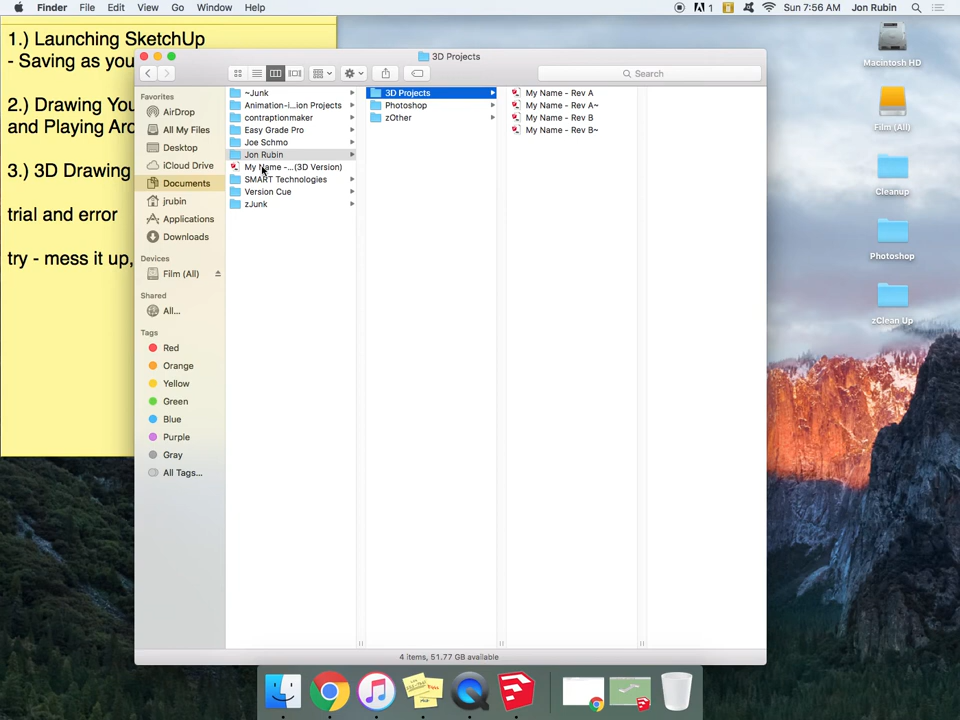 Finder File Edit View Go Window Help
1 Sun 7:56 AM Jon Rubin
1.) Launching SketchUp
- Saving as you
2.) Drawing You
and Playing Arc
3.) 3D Drawing
trial and error
try - mess it up,
3D Projects
Search
Favorites
AirDrop
All My Files
Desktop
iCloud Drive
Documents
jrubin
Applications
Downloads
Devices
Film (All)
Shared
All...
Tags
Red
Orange
Yellow
Green
Blue
Purple
Gray
All Tags...
~Junk
Animation-i...ion Projects
contraptionmaker
Easy Grade Pro
Joe Schmo
Jon Rubin
My Name -...(3D Version)
SMART Technologies
Version Cue
zJunk
3D Projects
Photoshop
zOther
My Name - Rev A
My Name - Rev A~
My Name - Rev B
My Name - Rev B~
4 items, 51.77 GB available
Macintosh HD
Film (All)
Cleanup
Photoshop
zClean Up